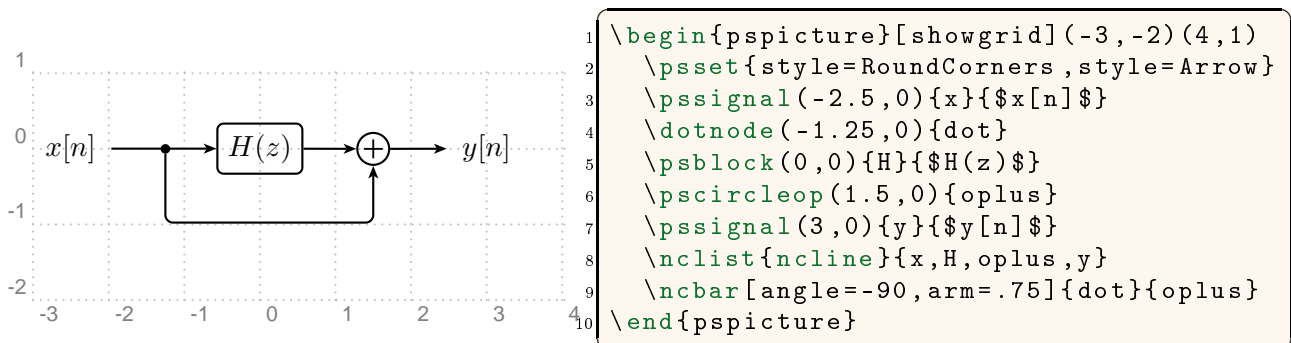 1
0
-1
-2
-3 -2 -1 0 1 2 3 4
x[n] H(z) + y[n]
1 \begin{pspicture}[showgrid](-3,-2)(4,1)
2 \psset{style=RoundCorners,style=Arrow}
3 \pssignal(-2.5,0){x}{$x[n]$}
4 \dotnode(-1.25,0){dot}
5 \psblock(0,0){H}{$H(z)$}
6 \pscircleop(1.5,0){oplus}
7 \pssignal(3,0){y}{$y[n]$}
8 \nclist{ncline}{x,H,oplus,y}
9 \ncbar[angle=-90,arm=.75]{dot}{oplus}
10 \end{pspicture}